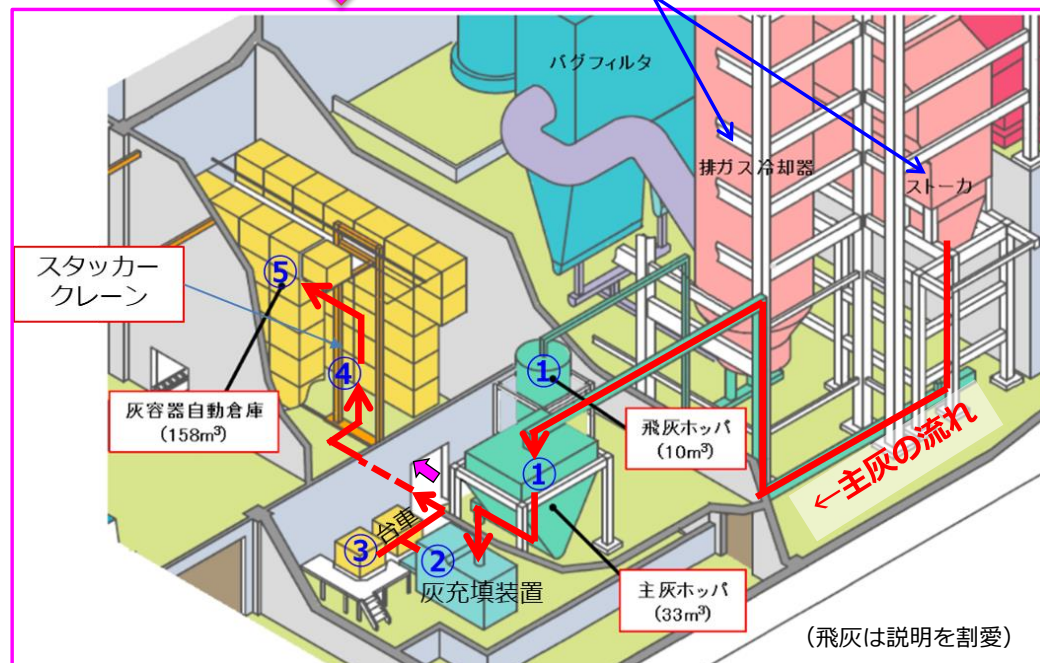 バグフィルタ
排ガス冷却器
ストーカ
スタッカー
クレーン
⑤
④
灰容器自動倉庫
(158m³)
①
飛灰ホッパ
(10m³)
←主灰の流れ
①
台車
③
②
灰充填装置
主灰ホッパ
(33m³)
(飛灰は説明を割愛)